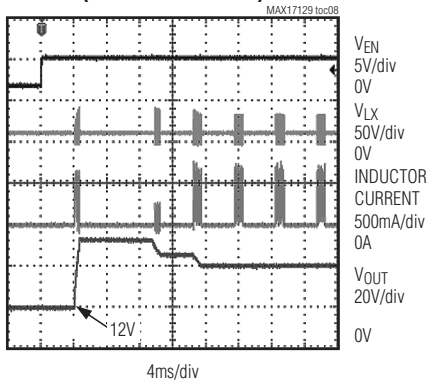 MAX17129 toc08
VEN
5V/div
0V
VLX
50V/div
0V
INDUCTOR
CURRENT
500mA/div
0A
VOUT
20V/div
0V
12V
4ms/div